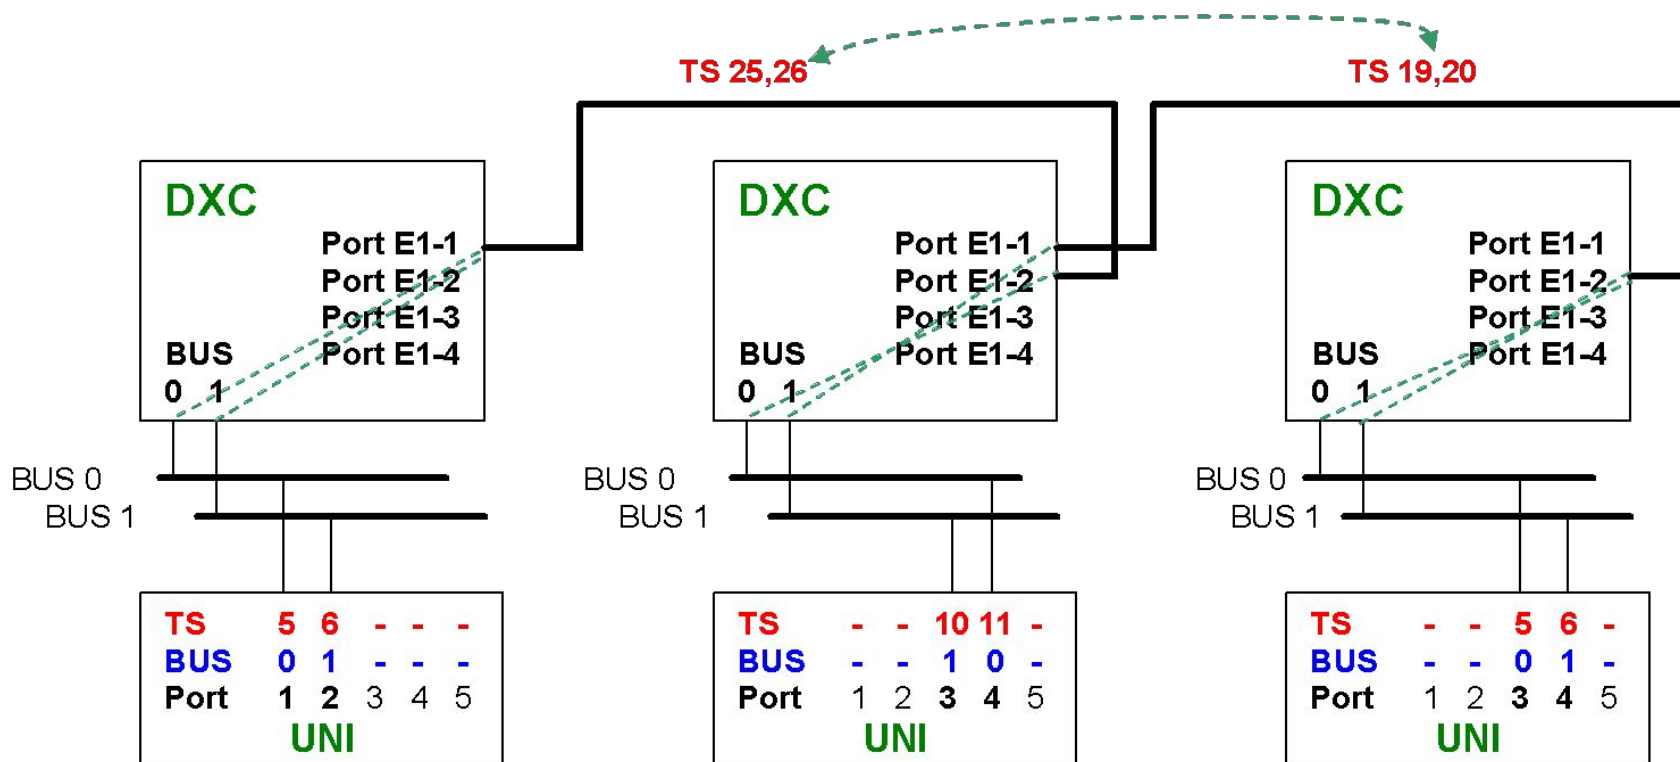 TS 25,26
TS 19,20
DXC
Port E1-1
Port E1-2
Port E1-3
BUS Port E1-4
0 1
DXC
Port E1-1
Port E1-2
Port E1-3
BUS Port E1-4
0 1
DXC
Port E1-1
Port E1-2
Port E1-3
BUS Port E1-4
0 1
BUS 0
BUS 1
BUS 0
BUS 1
BUS 0
BUS 1
TS 5 6 - - -
BUS 0 1 - - -
Port 1 2 3 4 5
UNI
TS - - 10 11 -
BUS - - 1 0 -
Port 1 2 3 4 5
UNI
TS - - 5 6 -
BUS - - 0 1 -
Port 1 2 3 4 5
UNI